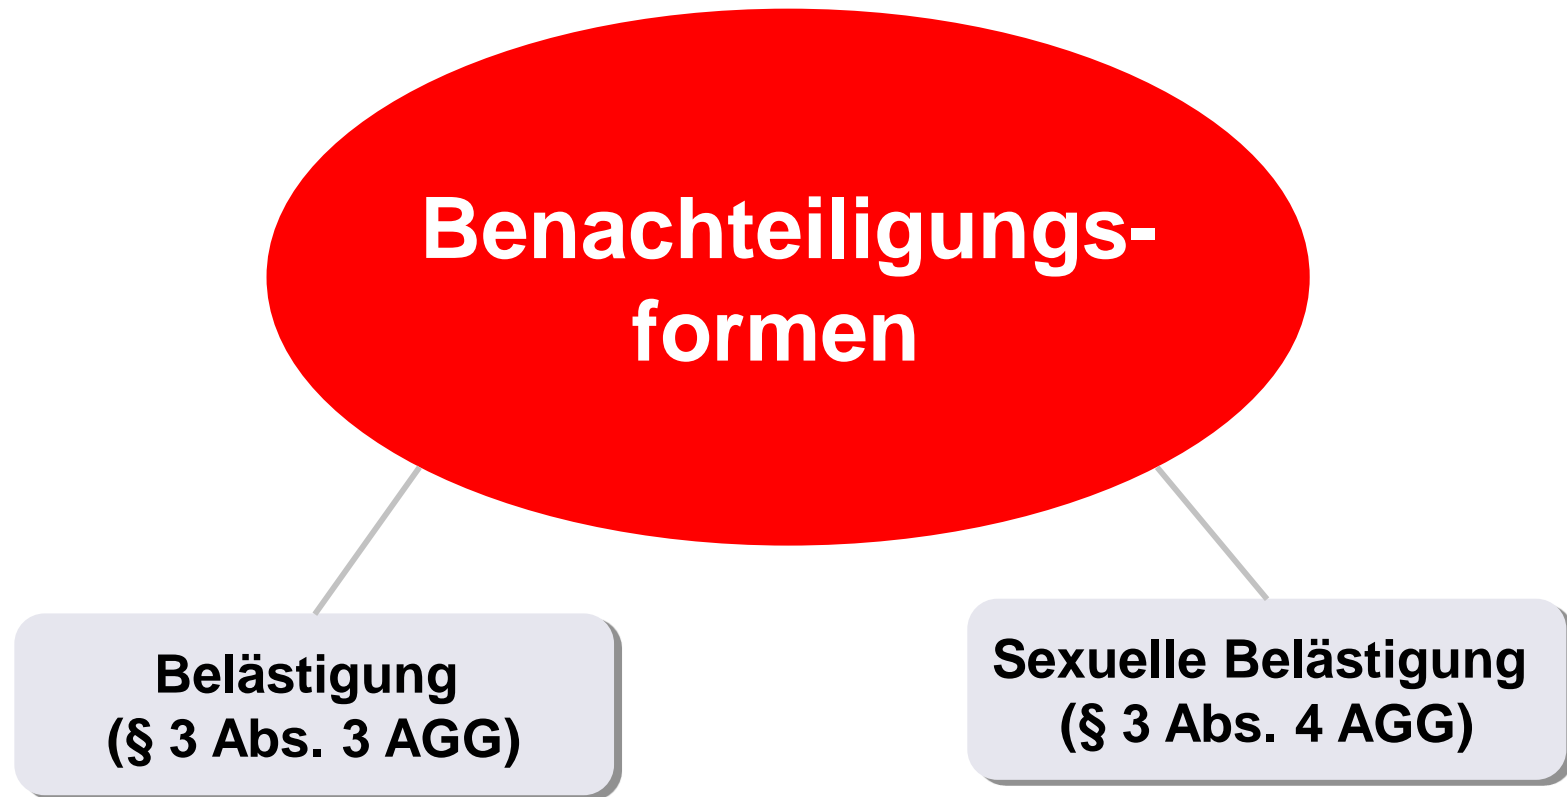 Benachteiligungs-
formen
Belästigung
(§ 3 Abs. 3 AGG)
Sexuelle Belästigung
(§ 3 Abs. 4 AGG)